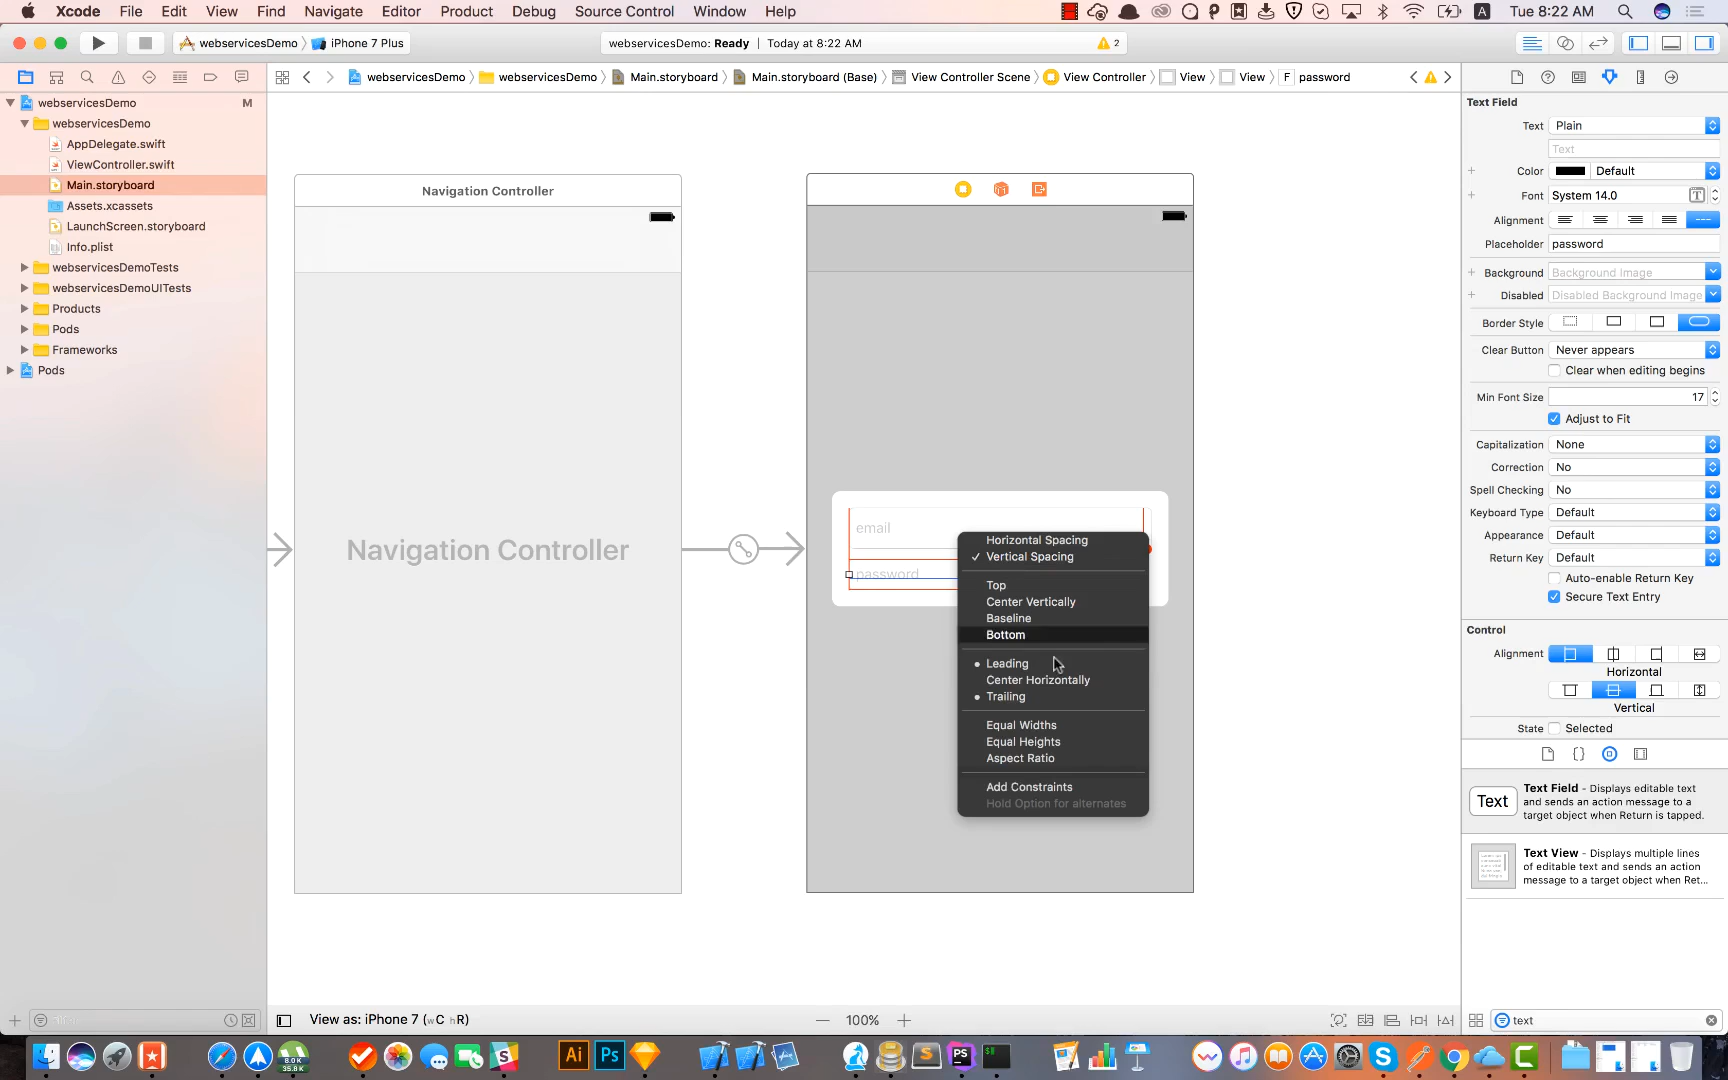 Xcode File Edit View Find Navigate Editor Product Debug Source Control Window Help
Tue 8:22 AM
webservicesDemo iPhone 7 Plus
webservicesDemo: Ready | Today at 8:22 AM
2
webservicesDemo webservicesDemo Main.storyboard Main.storyboard (Base) View Controller Scene View Controller View View F password
webservicesDemo M
webservicesDemo
AppDelegate.swift
ViewController.swift
Main.storyboard
Assets.xcassets
LaunchScreen.storyboard
Info.plist
webservicesDemoTests
webservicesDemoUITests
Products
Pods
Frameworks
Pods
Navigation Controller
Navigation Controller
email
password
Horizontal Spacing
✓ Vertical Spacing
Top
Center Vertically
Baseline
Bottom
• Leading
Center Horizontally
• Trailing
Equal Widths
Equal Heights
Aspect Ratio
Add Constraints
Hold Option for alternates
View as: iPhone 7 (wC hR)
— 100% +
Text Field
Text Plain
Text
+ Color Default
+ Font System 14.0
Alignment
Placeholder password
+ Background Background Image
+ Disabled Disabled Background Image
Border Style
Clear Button Never appears
Clear when editing begins
Min Font Size 17
Adjust to Fit
Capitalization None
Correction No
Spell Checking No
Keyboard Type Default
Appearance Default
Return Key Default
Auto-enable Return Key
Secure Text Entry
Control
Alignment
Horizontal
Vertical
State Selected
Text
Text Field - Displays editable text
and sends an action message to a
target object when Return is tapped.
Text View - Displays multiple lines
of editable text and sends an action
message to a target object when Ret...
text
8.0 K
35.8 K
Ai Ps
PS